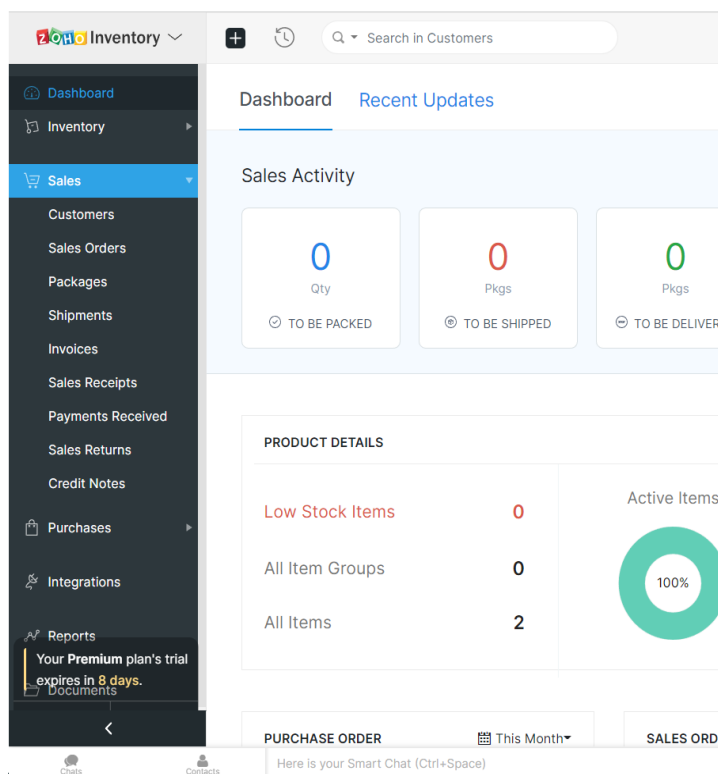 ZOHO Inventory
Search in Customers
Dashboard
Inventory
Sales
Customers
Sales Orders
Packages
Shipments
Invoices
Sales Receipts
Payments Received
Sales Returns
Credit Notes
Purchases
Integrations
Reports
Your Premium plan's trial
expires in 8 days.
Documents
Dashboard Recent Updates
Sales Activity
0
Qty
TO BE PACKED
0
Pkgs
TO BE SHIPPED
0
Pkgs
TO BE DELIVER
PRODUCT DETAILS
Low Stock Items 0
All Item Groups 0
All Items 2
Active Items
100%
PURCHASE ORDER This Month
SALES ORD
Chats
Contacts
Here is your Smart Chat (Ctrl+Space)